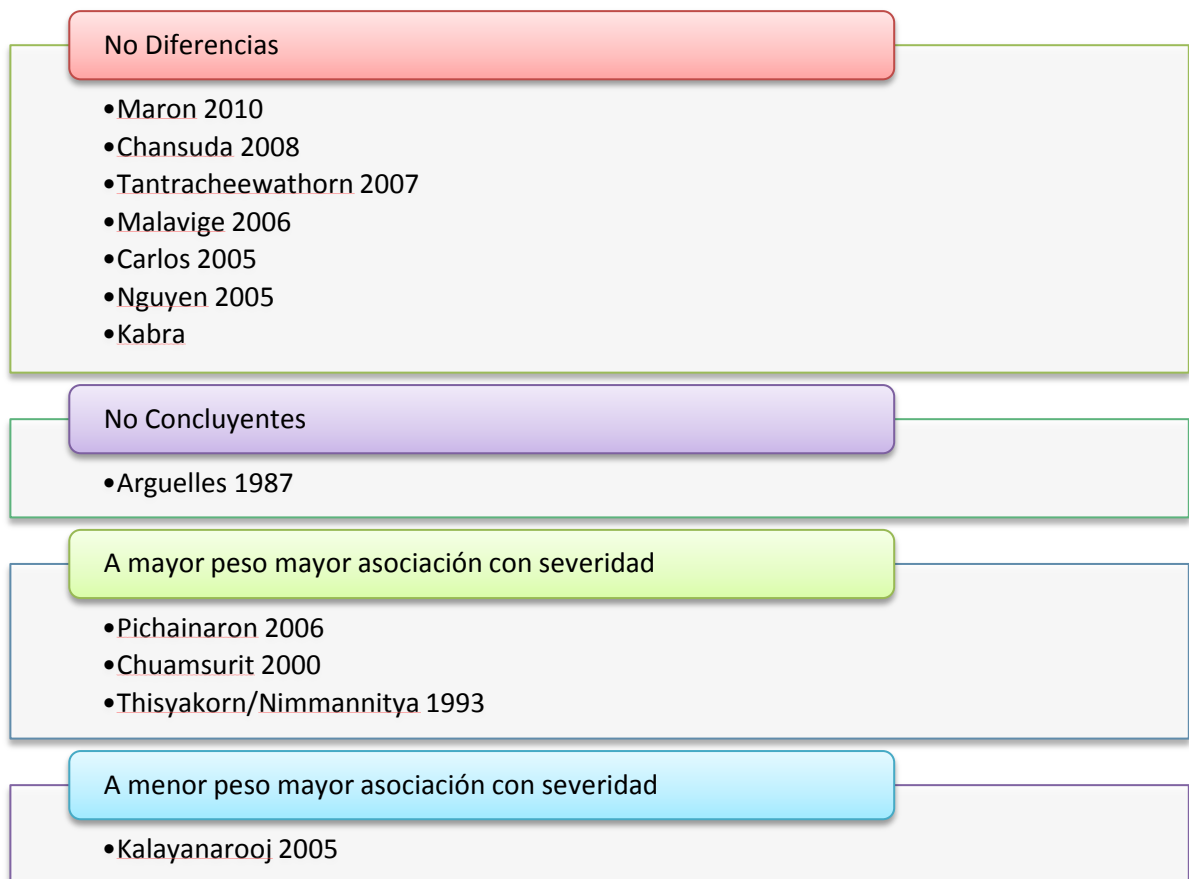 No Diferencias
•Maron 2010
•Chansuda 2008
•Tantracheewathorn 2007
•Malavige 2006
•Carlos 2005
•Nguyen 2005
•Kabra
No Concluyentes
•Arguelles 1987
A mayor peso mayor asociación con severidad
•Pichainaron 2006
•Chuamsurit 2000
•Thisyakorn/Nimmannitya 1993
A menor peso mayor asociación con severidad
•Kalayanarooj 2005